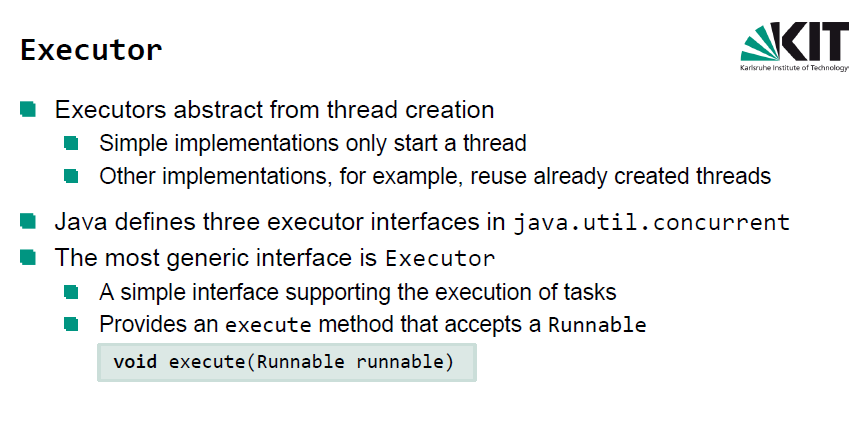 Executor
KIT
Karlsruhe Institute of Technology
Executors abstract from thread creation
Simple implementations only start a thread
Other implementations, for example, reuse already created threads
Java defines three executor interfaces in java.util.concurrent
The most generic interface is Executor
A simple interface supporting the execution of tasks
Provides an execute method that accepts a Runnable
void execute(Runnable runnable)